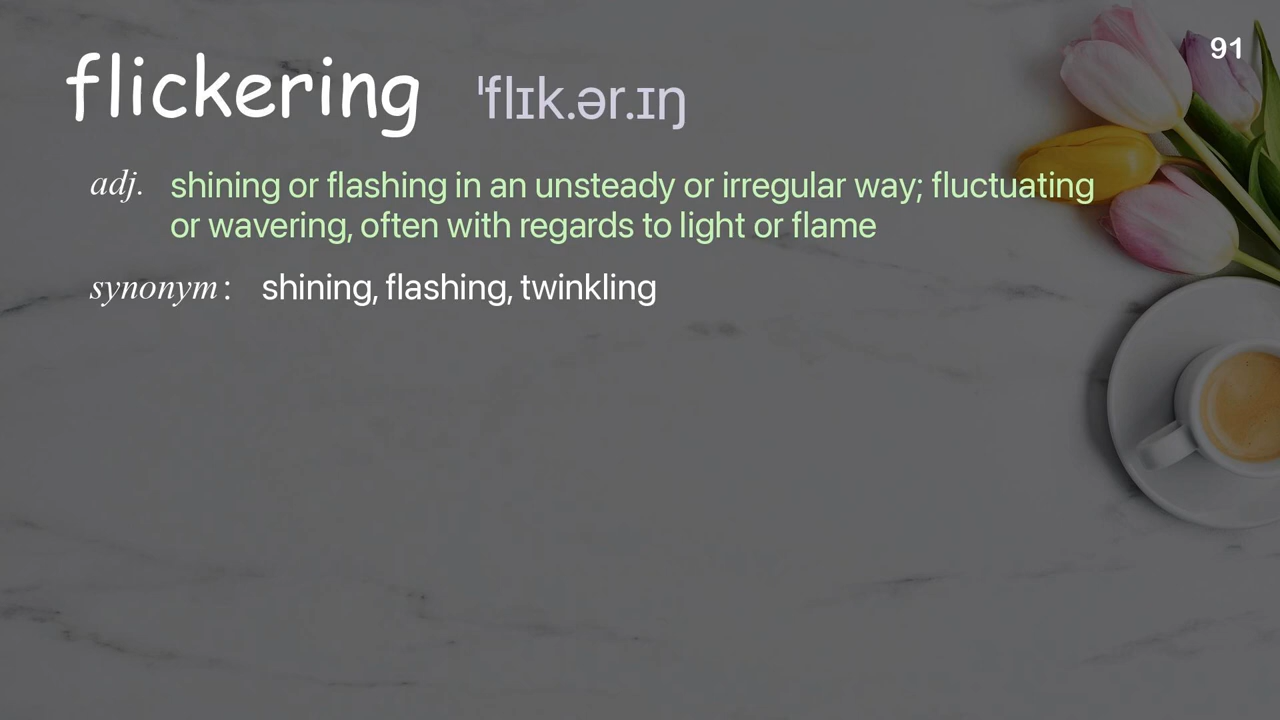 91
flickering ˈflɪk.ər.ɪŋ
adj. shining or flashing in an unsteady or irregular way; fluctuating
or wavering, often with regards to light or flame
synonym : shining, flashing, twinkling